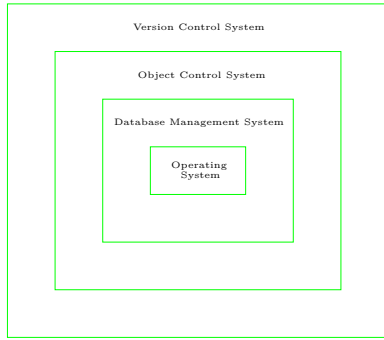 Version Control System
Object Control System
Database Management System
Operating
System